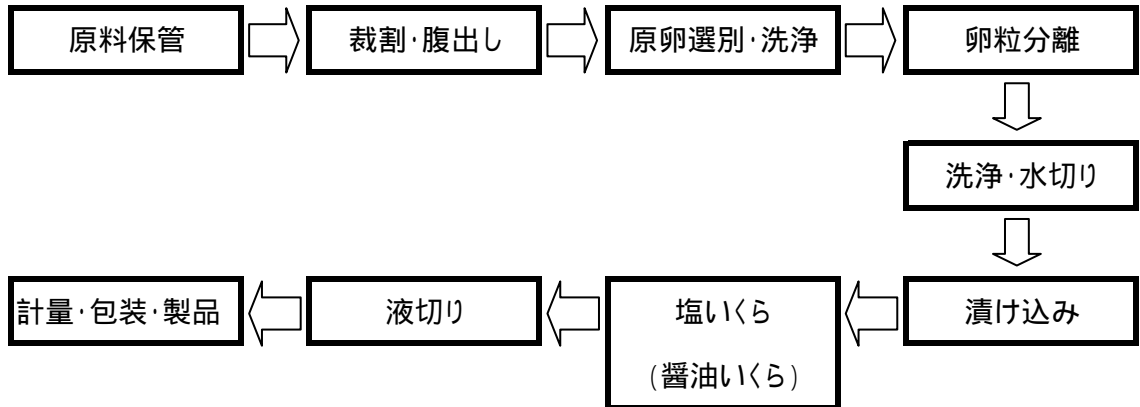 原料保管
裁割・腹出し
原卵選別・洗浄
卵粒分離
洗浄・水切り
漬け込み
塩いくら
(醤油いくら)
液切り
計量・包装・製品